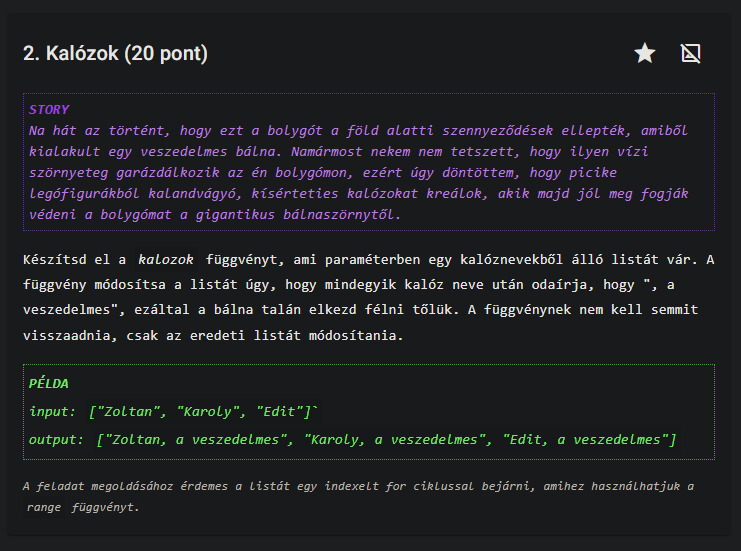 2. Kalózok (20 pont)
STORY
Na hát az történt, hogy ezt a bolygót a föld alatti szennyeződések ellepték, amiből
kialakult egy veszedelmes bálna. Namármost nekem nem tetszett, hogy ilyen vízi
szörnyeteg garázdálkozik az én bolygómon, ezért úgy döntöttem, hogy picike
legófigurákból kalandvágyó, kísérteties kalózokat kreálok, akik majd jól meg fogják
védeni a bolygómat a gigantikus bálnaszörnytől.
Készítsd el a kalozok függvényt, ami paraméterben egy kalóznevekből álló listát vár. A
függvény módosítsa a listát úgy, hogy mindegyik kalóz neve után odaírja, hogy ", a
veszedelmes", ezáltal a bálna talán elkezd félni tőlük. A függvénynek nem kell semmit
visszaadnia, csak az eredeti listát módosítania.
PÉLDA
input: ["Zoltan", "Karoly", "Edit"]`
output: ["Zoltan, a veszedelmes", "Karoly, a veszedelmes", "Edit, a veszedelmes"]
A feladat megoldásához érdemes a listát egy indexelt for ciklussal bejárni, amihez használhatjuk a
range függvényt.